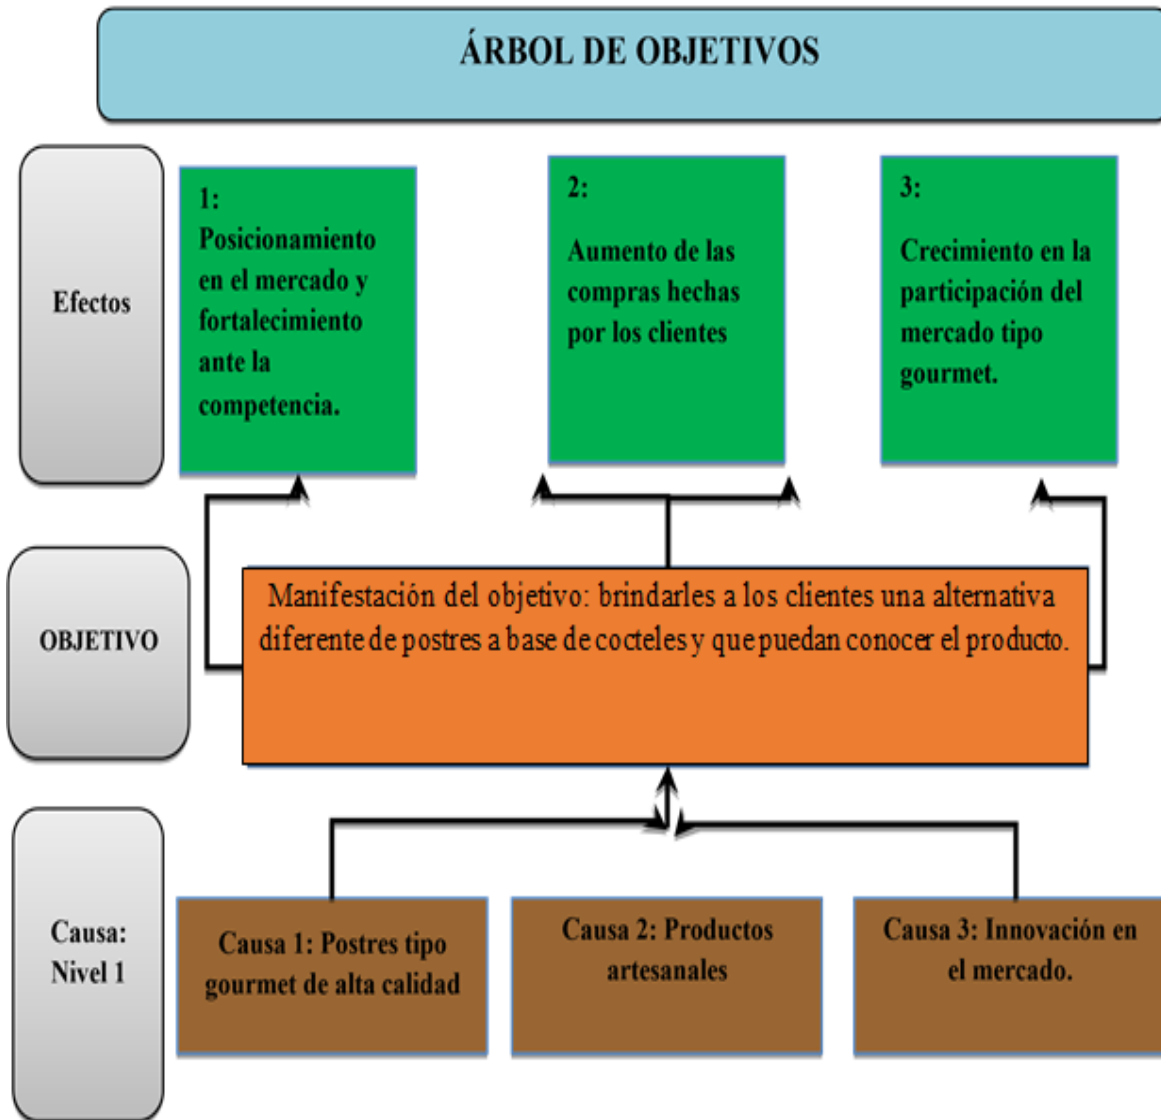 ÁRBOL DE OBJETIVOS
Efectos
1:
Posicionamiento
en el mercado y
fortalecimiento
ante la
competencia.
2:
Aumento de las
compras hechas
por los clientes
3:
Crecimiento en la
participación del
mercado tipo
gourmet.
OBJETIVO
Manifestación del objetivo: brindarles a los clientes una alternativa
diferente de postres a base de cocteles y que puedan conocer el producto.
Causa:
Nivel 1
Causa 1: Postres tipo
gourmet de alta calidad
Causa 2: Productos
artesanales
Causa 3: Innovación en
el mercado.